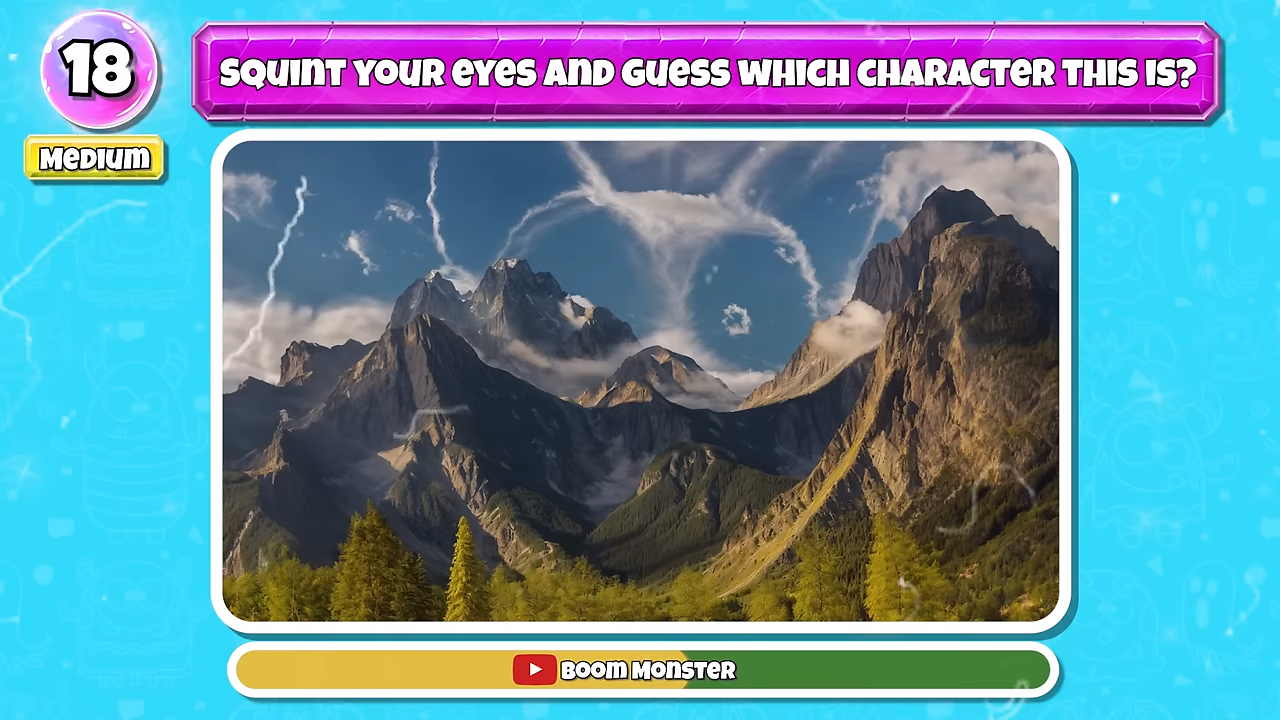 18
SQUINT YOUR EYES AND GUESS WHICH CHARACTER THIS IS?
MEDIUM
BOOM MONSTER